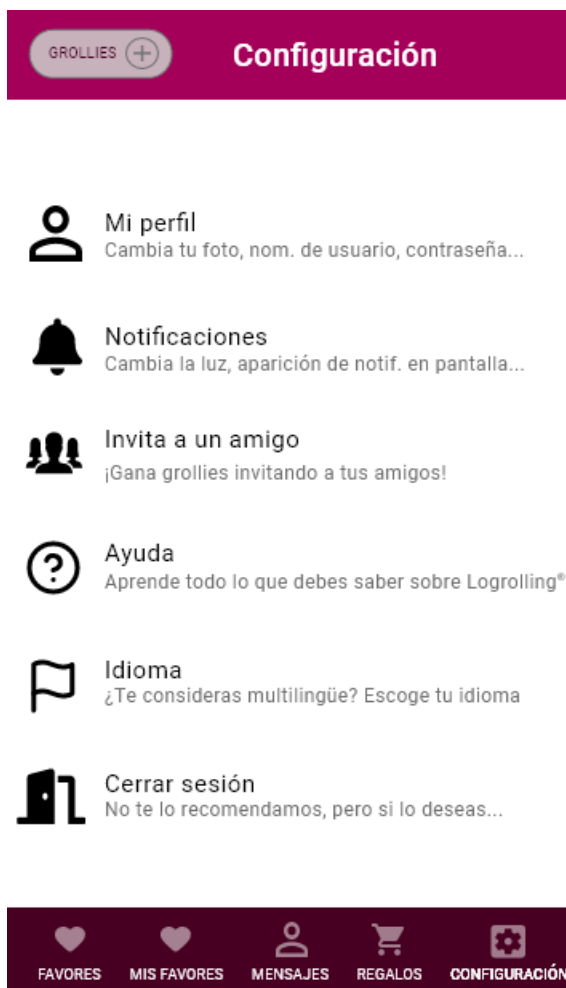 GROLLIES
Configuración
Mi perfil
Cambia tu foto, nom. de usuario, contraseña...
Notificaciones
Cambia la luz, aparición de notif. en pantalla...
Invita a un amigo
¡Gana grollies invitando a tus amigos!
Ayuda
Aprende todo lo que debes saber sobre Logrolling®
Idioma
¿Te consideras multilingüe? Escoge tu idioma
Cerrar sesión
No te lo recomendamos, pero si lo deseas...
FAVORES MIS FAVORES MENSAJES REGALOS CONFIGURACIÓN